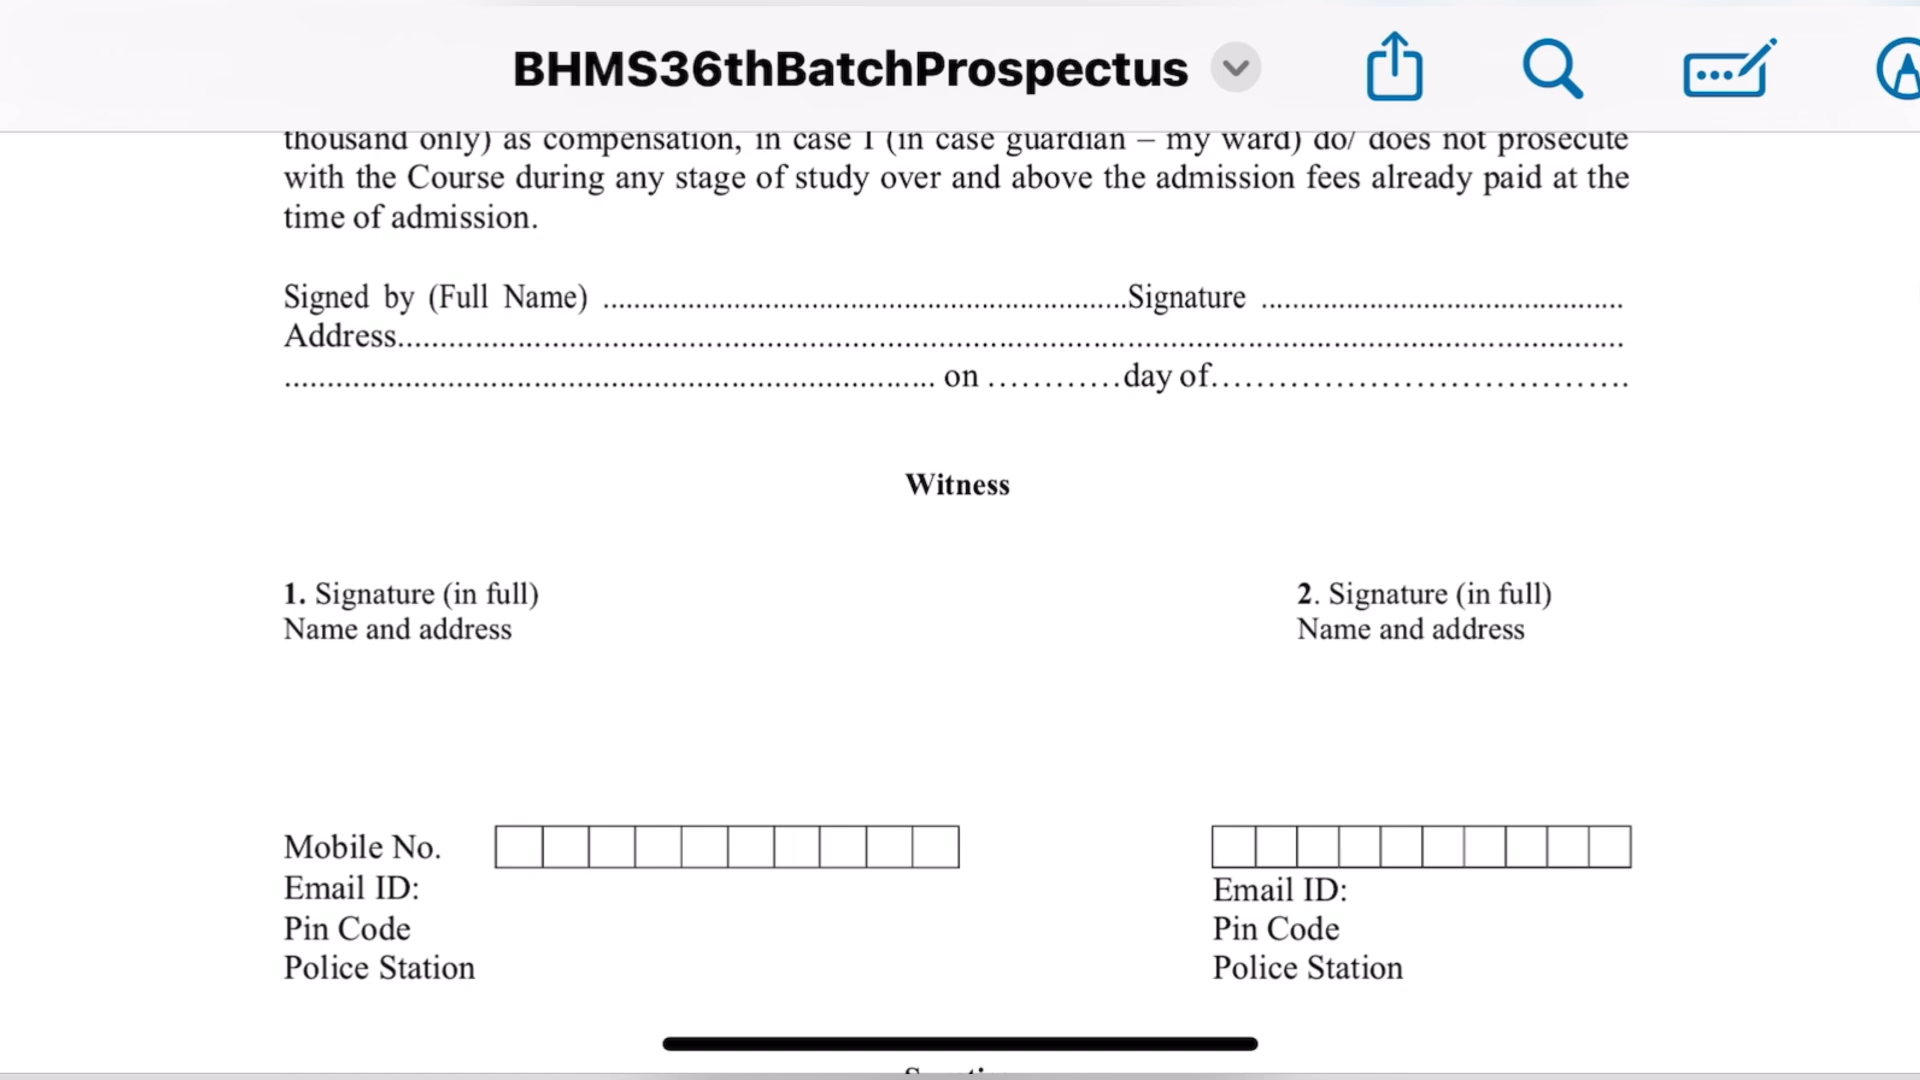 BHMS36thBatchProspectus
thousand only) as compensation, in case I (in case guardian – my ward) do/ does not prosecute
with the Course during any stage of study over and above the admission fees already paid at the
time of admission.
Signed by (Full Name) ....................................................................Signature ...............................................
Address...............................................................................................................................................................
.................................................................................... on …………day of……………………………….
Witness
1. Signature (in full)
Name and address
2. Signature (in full)
Name and address
Mobile No.
Email ID:
Pin Code
Police Station
Email ID:
Pin Code
Police Station